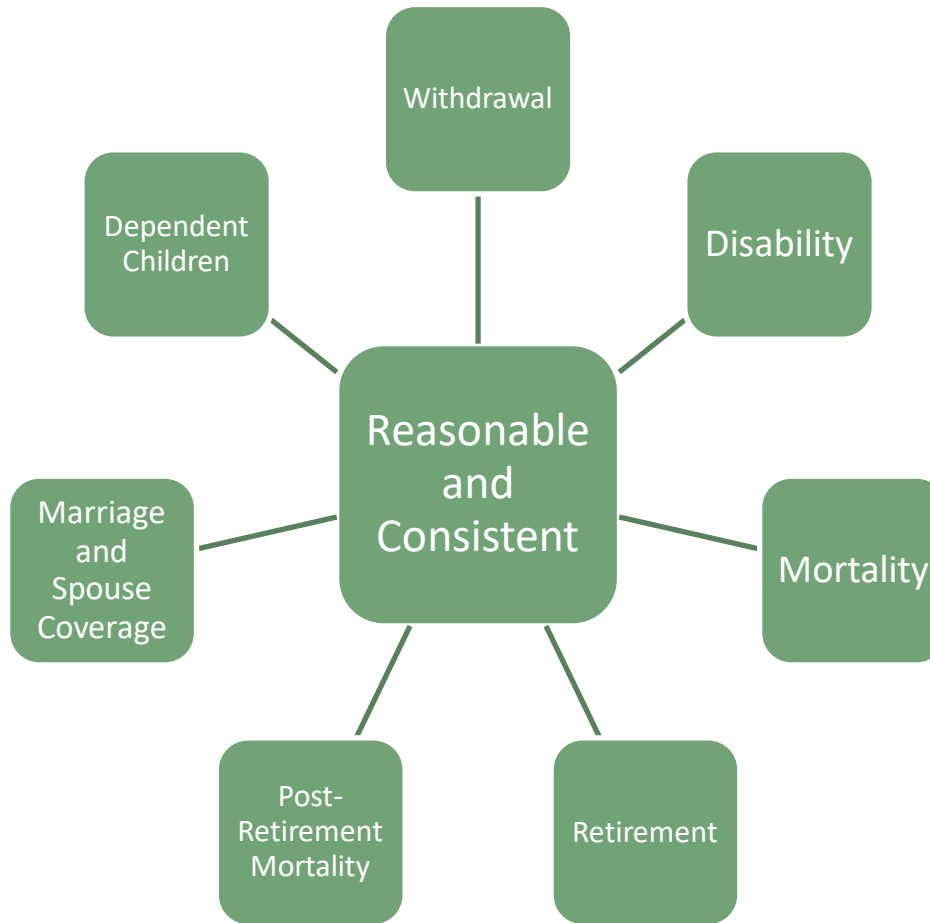 Withdrawal
Disability
Mortality
Retirement
Post-
Retirement
Mortality
Marriage
and
Spouse
Coverage
Dependent
Children
Reasonable
and
Consistent